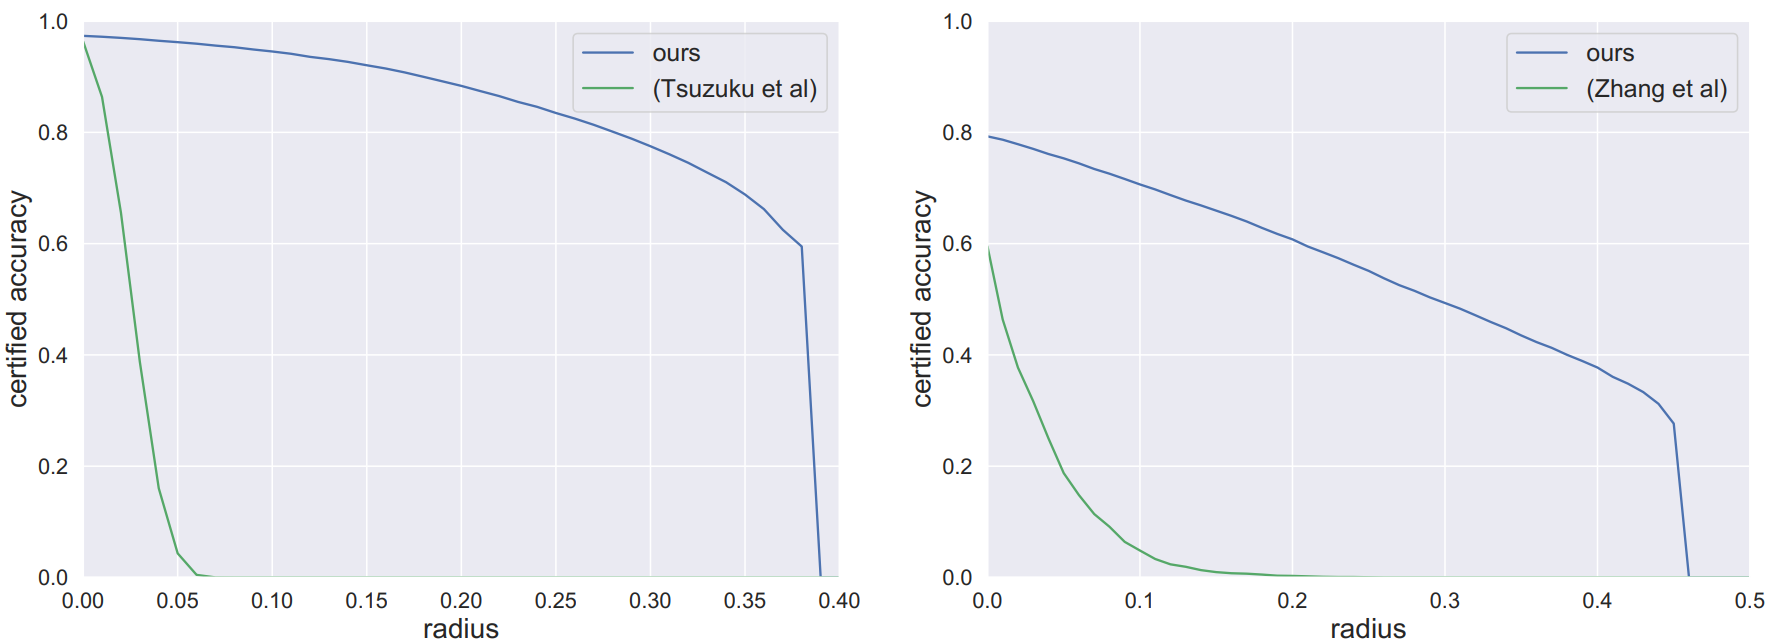 1.0
0.8
0.6
0.4
0.2
0.0
certified accuracy
0.00 0.05 0.10 0.15 0.20 0.25 0.30 0.35 0.40
radius
ours
(Tsuzuku et al)
1.0
0.8
0.6
0.4
0.2
0.0
certified accuracy
0.0 0.1 0.2 0.3 0.4 0.5
radius
ours
(Zhang et al)